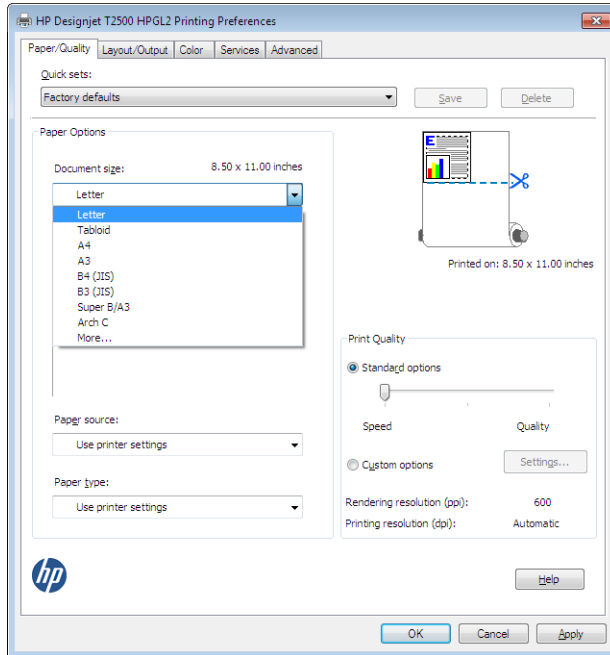 HP Designjet T2500 HPGL2 Printing Preferences
Paper/Quality Layout/Output Color Services Advanced
Quick sets:
Factory defaults
Save Delete
Paper Options
Document size: 8.50 x 11.00 inches
Letter
Letter
Tabloid
A4
A3
B4 (JIS)
B3 (JIS)
Super B/A3
Arch C
More...
Paper source:
Use printer settings
Paper type:
Use printer settings
E
Printed on: 8.50 x 11.00 inches
Print Quality
Standard options
Speed Quality
Custom options Settings...
Rendering resolution (ppi): 600
Printing resolution (dpi): Automatic
hp
Help
OK Cancel Apply